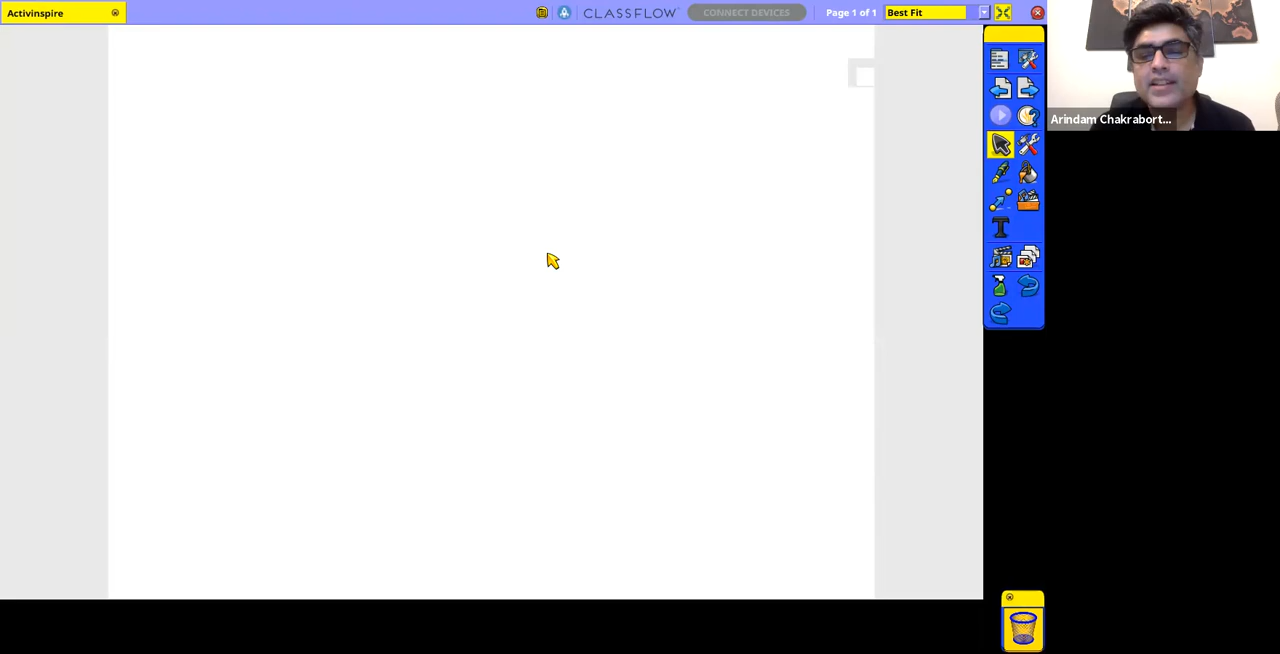 Activinspire
CLASSFLOW
CONNECT DEVICES
Page 1 of 1
Best Fit
Arindam Chakrabort...
T